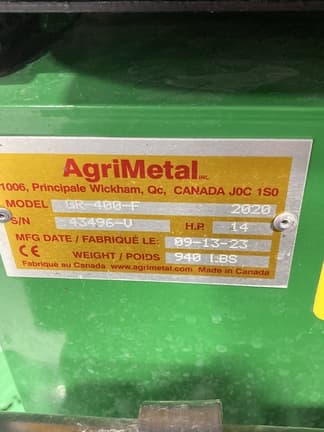 AgriMetal INC.
1006, Principale Wickham, Qc, CANADA J0C 1S0
MODEL GR-400-F 2020
S/N 43496-V H.P. 14
MFG DATE / FABRIQUÉ LE: 09-13-23
CE WEIGHT / POIDS 940 LBS
Fabriqué au Canada www.agrimetal.com Made in Canada